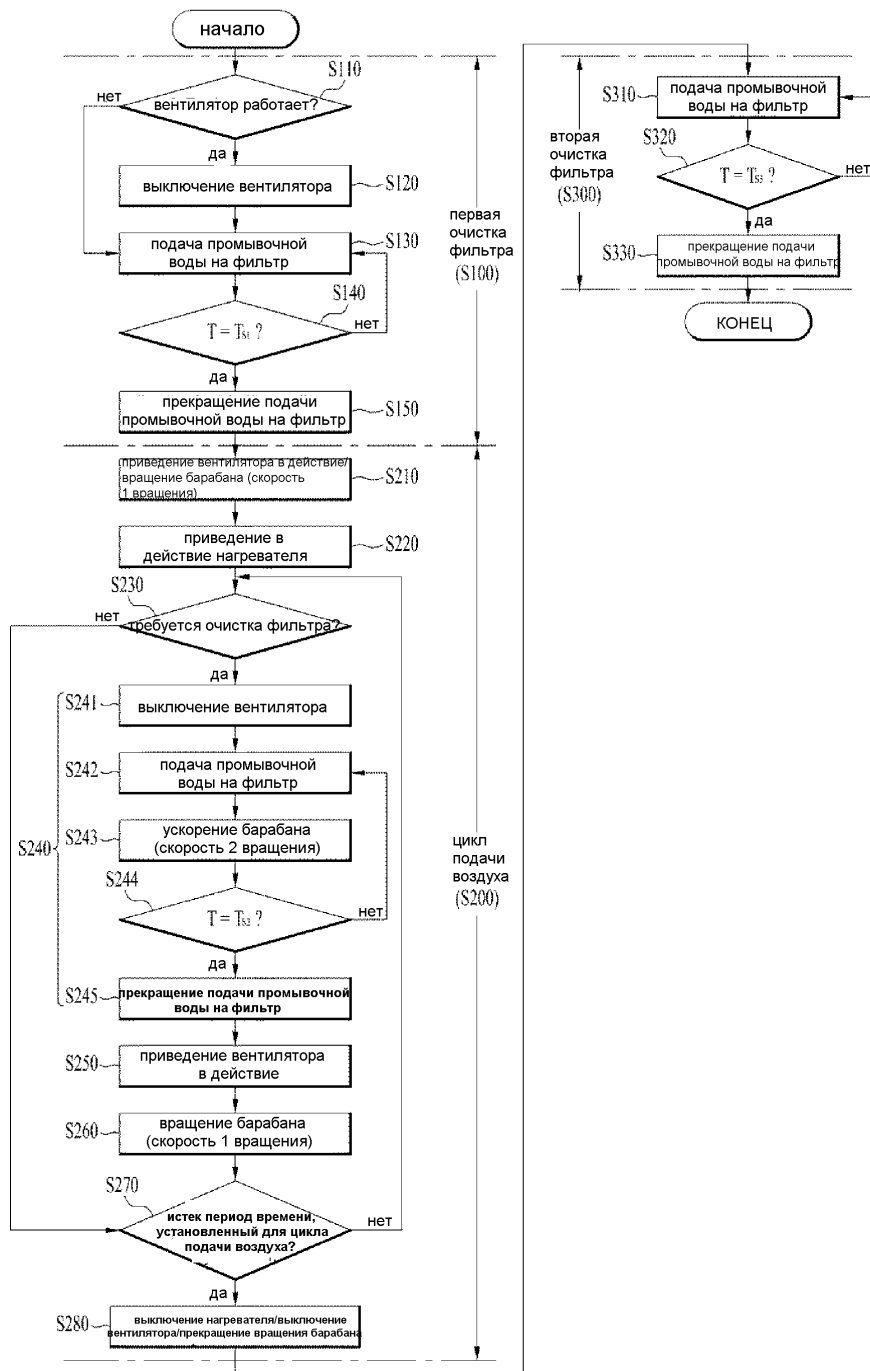 начало
S110
вентилятор работает?
нет
да
выключение вентилятора
S120
подача промывочной
воды на фильтр
S130
S140
T = TS1 ?
нет
да
прекращение подачи
промывочной воды на фильтр
S150
первая
очистка
фильтра
(S100)
приведение вентилятора в действие/
вращение барабана (скорость
1 вращения)
S210
приведение в
действие нагревателя
S220
S230
нет
требуется очистка фильтра?
да
S241
выключение вентилятора
S242
подача промывочной
воды на фильтр
S243
ускорение барабана
(скорость 2 вращения)
S240
S244
T = TS2 ?
нет
да
S245
прекращение подачи промывочной
воды на фильтр
S250
приведение вентилятора
в действие
S260
вращение барабана
(скорость 1 вращения)
S270
истек период времени,
установленный для цикла
подачи воздуха?
нет
да
S280
выключение нагревателя/выключение
вентилятора/прекращение вращения барабана
цикл
подачи
воздуха
(S200)
S310
подача промывочной
воды на фильтр
S320
T = TS3 ?
нет
да
S330
прекращение подачи
промывочной воды на фильтр
вторая
очистка
фильтра
(S300)
КОНЕЦ